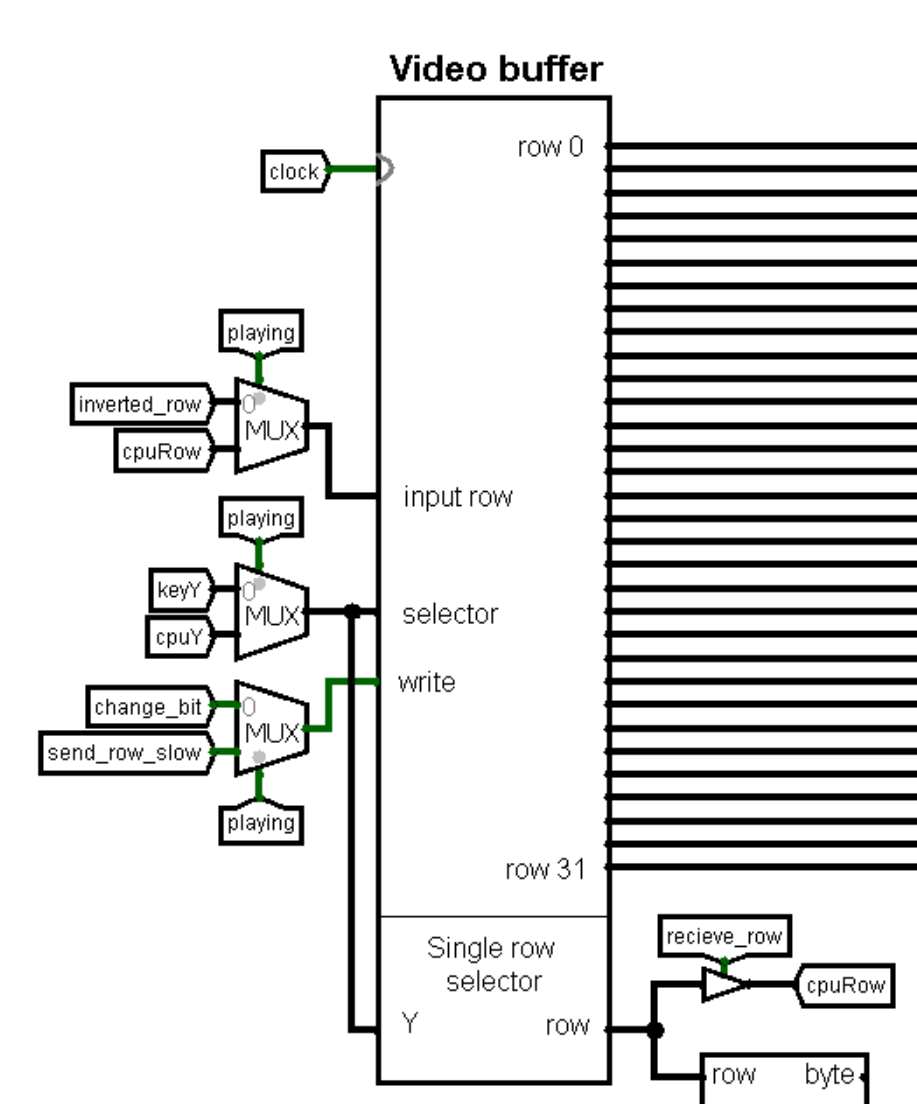 Video buffer
row 0
clock
playing
inverted_row
0
MUX
cpuRow
input row
playing
keyY
0
MUX
cpuY
selector
write
change_bit
0
MUX
send_row_slow
playing
row 31
recieve_row
Single row
selector
cpuRow
Y
row
row
byte